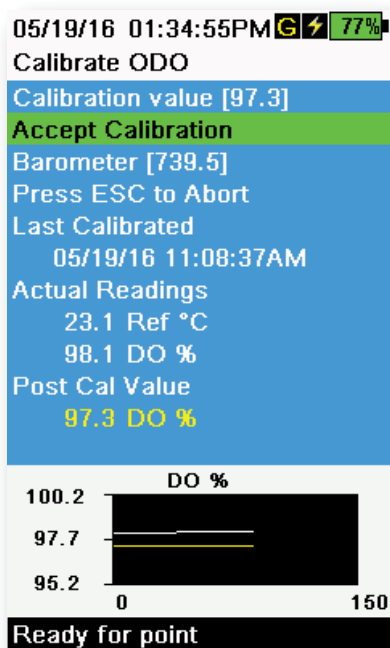 05/19/16 01:34:55PM G 77%
Calibrate ODO
Calibration value [97.3]
Accept Calibration
Barometer [739.5]
Press ESC to Abort
Last Calibrated
05/19/16 11:08:37AM
Actual Readings
23.1 Ref °C
98.1 DO %
Post Cal Value
97.3 DO %
DO %
100.2
97.7
95.2
0 150
Ready for point